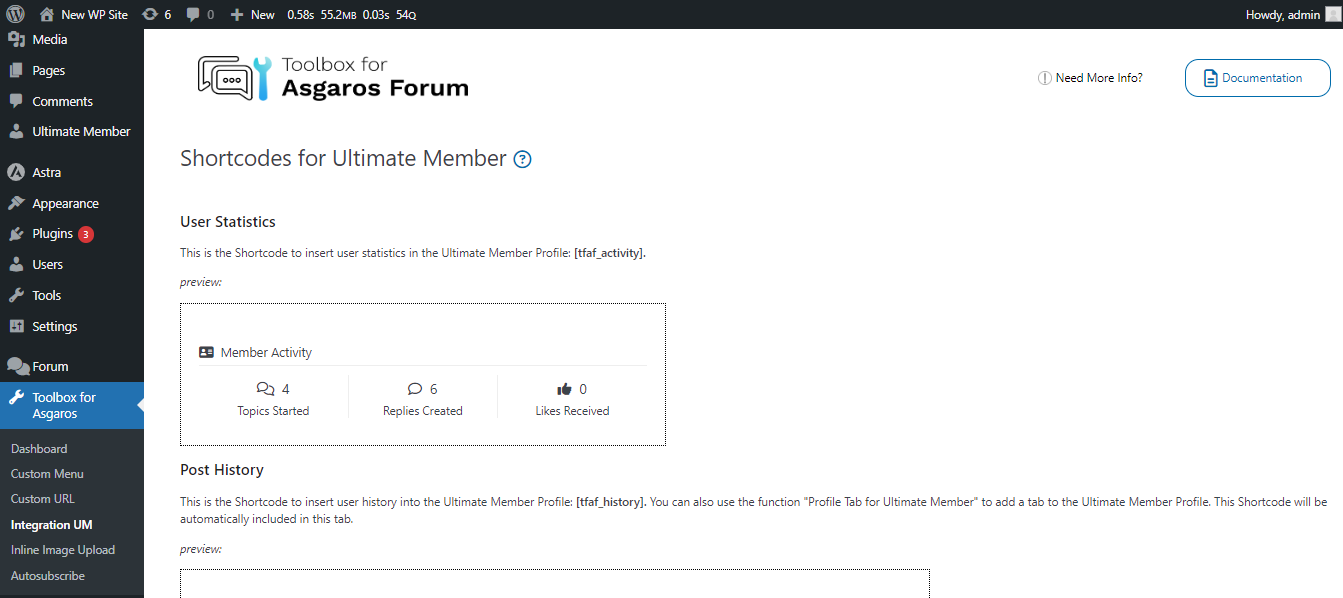 New WP Site 6 0 New 0.58s 55.2MB 0.03s 54Q Howdy, admin
Media
Pages
Comments
Ultimate Member
Astra
Appearance
Plugins 3
Users
Tools
Settings
Forum
Toolbox for
Asgaros
Dashboard
Custom Menu
Custom URL
Integration UM
Inline Image Upload
Autosubscribe
Toolbox for
Asgaros Forum
Need More Info?
Documentation
Shortcodes for Ultimate Member ?
User Statistics
This is the Shortcode to insert user statistics in the Ultimate Member Profile: [tfaf_activity].
preview:
Member Activity
4
Topics Started
6
Replies Created
0
Likes Received
Post History
This is the Shortcode to insert user history into the Ultimate Member Profile: [tfaf_history]. You can also use the function "Profile Tab for Ultimate Member" to add a tab to the Ultimate Member Profile. This Shortcode will be
automatically included in this tab.
preview: